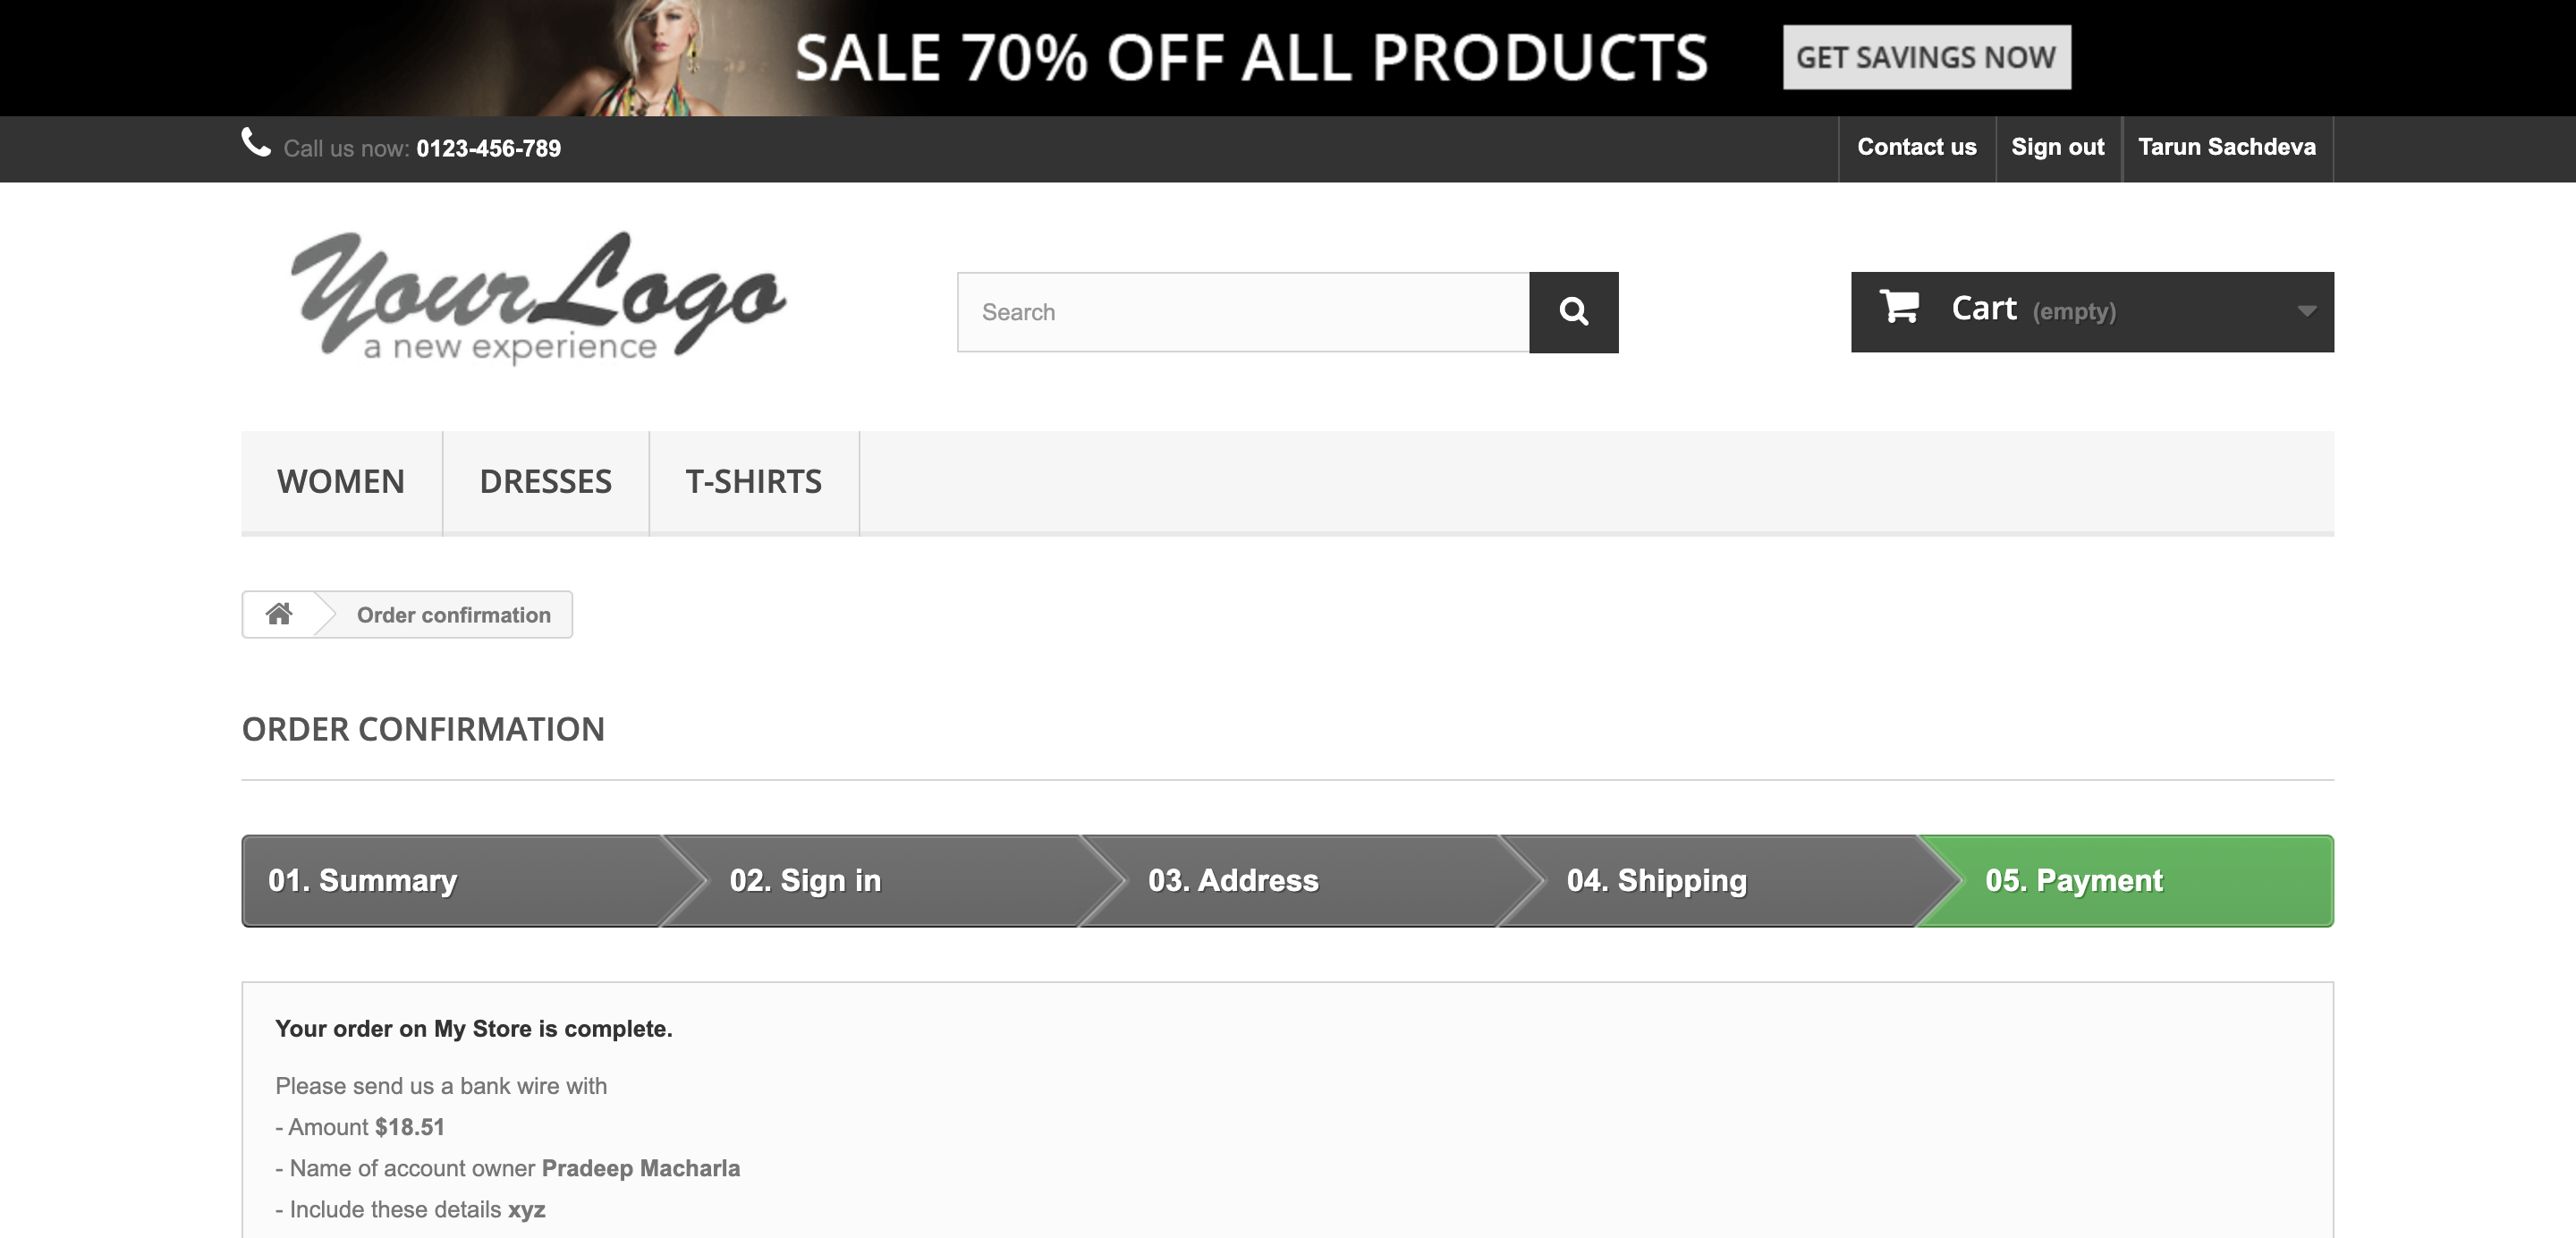 SALE 70% OFF ALL PRODUCTS GET SAVINGS NOW
Call us now: 0123-456-789 Contact us Sign out Tarun Sachdeva
Your Logo
a new experience
Search
Cart (empty)
WOMEN DRESSES T-SHIRTS
Order confirmation
ORDER CONFIRMATION
01. Summary 02. Sign in 03. Address 04. Shipping 05. Payment
Your order on My Store is complete.
Please send us a bank wire with
- Amount $18.51
- Name of account owner Pradeep Macharla
- Include these details xyz